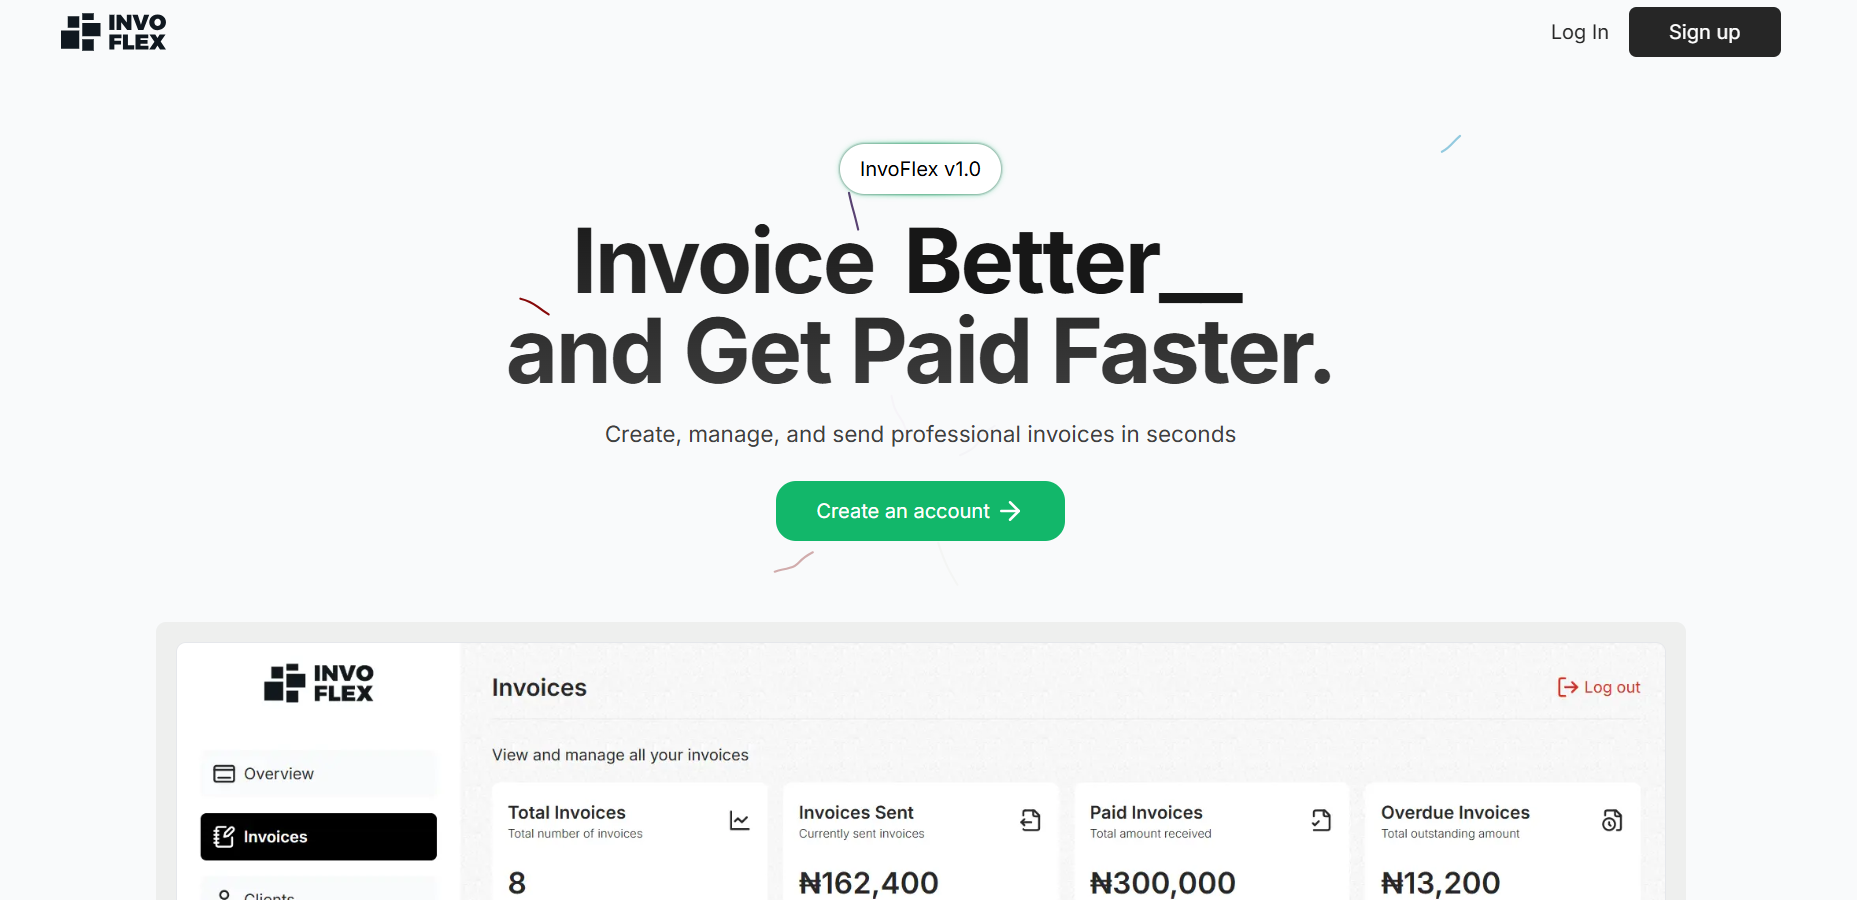 INVO
FLEX
Log In
Sign up
InvoFlex v1.0
Invoice Better__
and Get Paid Faster.
Create, manage, and send professional invoices in seconds
Create an account
INVO
FLEX
Invoices
Log out
Overview
View and manage all your invoices
Invoices
Clients
Total Invoices
Total number of invoices
8
Invoices Sent
Currently sent invoices
₦162,400
Paid Invoices
Total amount received
₦300,000
Overdue Invoices
Total outstanding amount
₦13,200